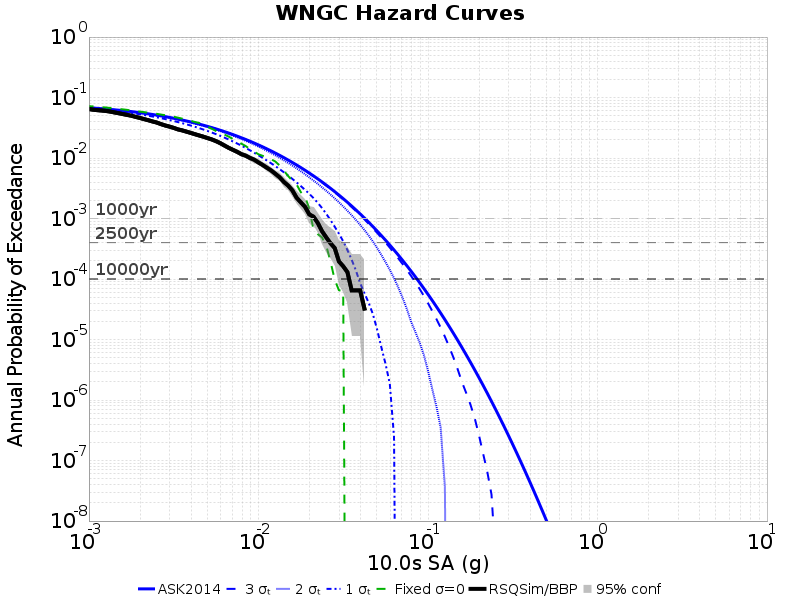 WNGC Hazard Curves
Annual Probability of Exceedance
10^0
10^-1
10^-2
10^-3
10^-4
10^-5
10^-6
10^-7
10^-8
1000yr
2500yr
10000yr
10^-3 10^-2 10^-1 10^0 10^1
10.0s SA (g)
ASK2014 3 σₜ 2 σₜ 1 σₜ Fixed σ=0 RSQSim/BBP 95% conf